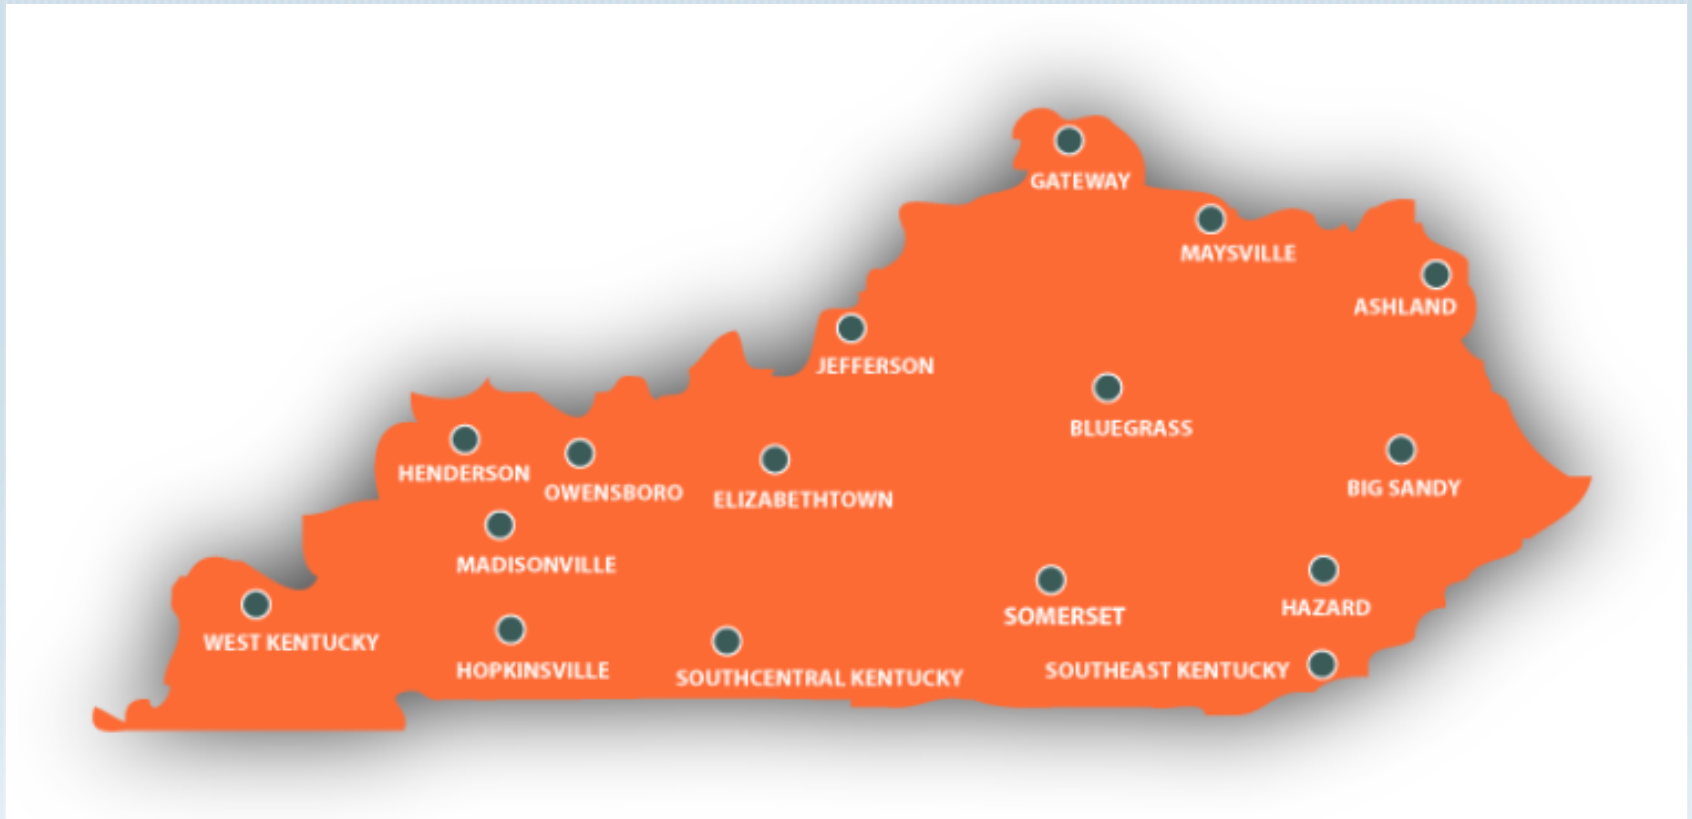 GATEWAY
MAYSVILLE
ASHLAND
JEFFERSON
BLUEGRASS
HENDERSON
OWENSBORO
ELIZABETHTOWN
BIG SANDY
MADISONVILLE
SOMERSET
HAZARD
WEST KENTUCKY
HOPKINSVILLE
SOUTHCENTRAL KENTUCKY
SOUTHEAST KENTUCKY